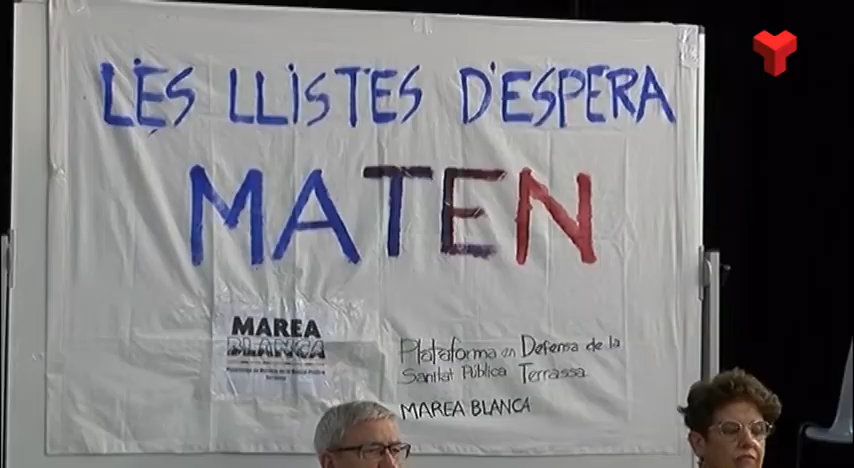 LES LLISTES D'ESPERA
MATEN
MAREA
BLANCA
Plataforma en Defensa de la
Sanitat Pública Terrassa
MAREA BLANCA